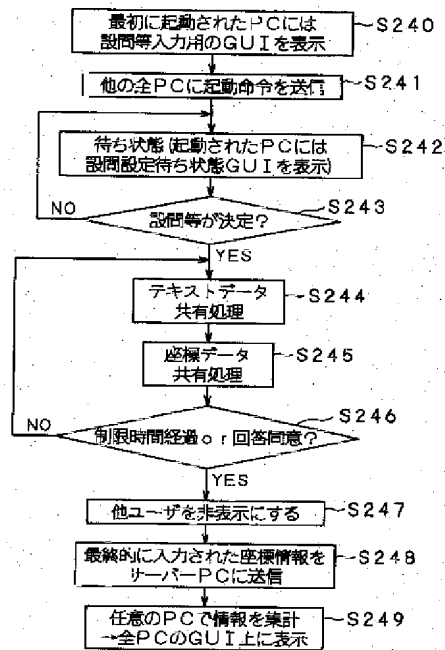 最初に起動されたPCには
設問等入力用のGUIを表示
S240
他の全PCに起動命令を送信
S241
待ち状態(起動されたPCには
設問設定待ち状態GUIを表示)
S242
NO
設問等が決定?
S243
YES
テキストデータ
共有処理
S244
座標データ
共有処理
S245
NO
制限時間経過or回答同意?
S246
YES
他ユーザを非表示にする
S247
最終的に入力された座標情報を
サーバーPCに送信
S248
任意のPCで情報を集計
→全PCのGUI上に表示
S249